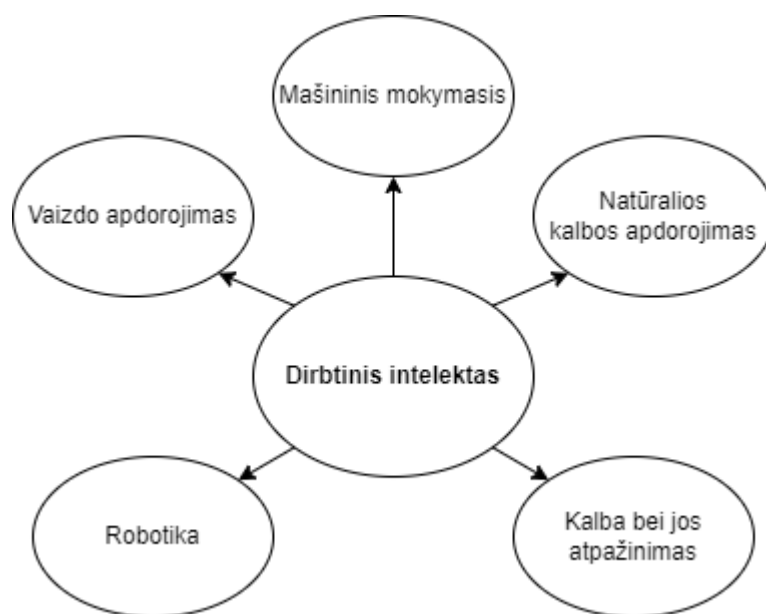 Mašininis mokymasis
Vaizdo apdorojimas
Natūralios
kalbos apdorojimas
Dirbtinis intelektas
Robotika
Kalba bei jos
atpažinimas